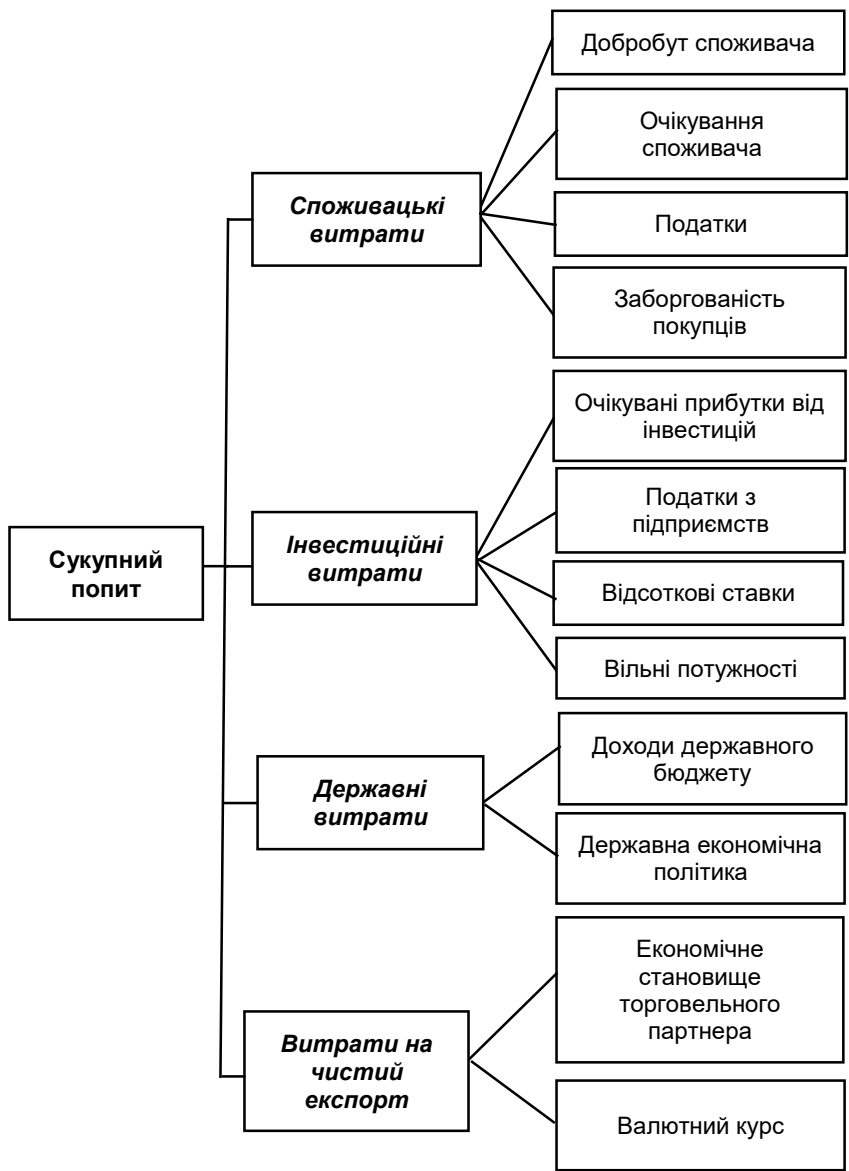 Сукупний
попит
Споживацькі
витрати
Добробут споживача
Очікування
споживача
Податки
Заборгованість
покупців
Інвестиційні
витрати
Очікувані прибутки від
інвестицій
Податки з
підприємств
Відсоткові ставки
Вільні потужності
Державні
витрати
Доходи державного
бюджету
Державна економічна
політика
Витрати на
чистий
експорт
Економічне
становище
торговельного
партнера
Валютний курс